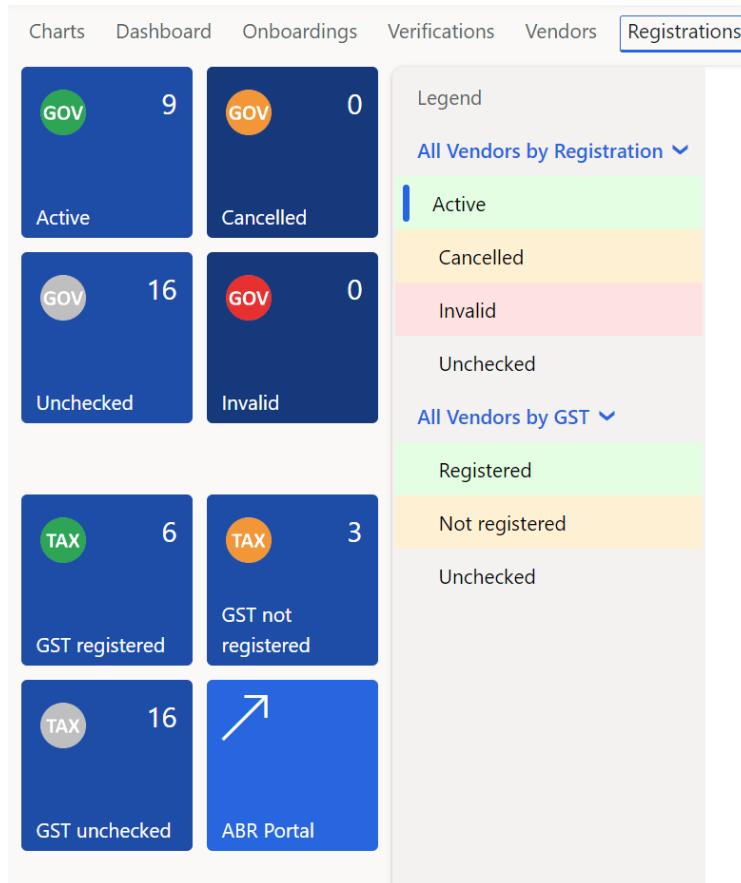 Charts Dashboard Onboardings Verifications Vendors Registrations
GOV 9
Active
GOV 0
Cancelled
GOV 16
Unchecked
GOV 0
Invalid
TAX 6
GST registered
TAX 3
GST not
registered
TAX 16
GST unchecked
ABR Portal
Legend
All Vendors by Registration
Active
Cancelled
Invalid
Unchecked
All Vendors by GST
Registered
Not registered
Unchecked